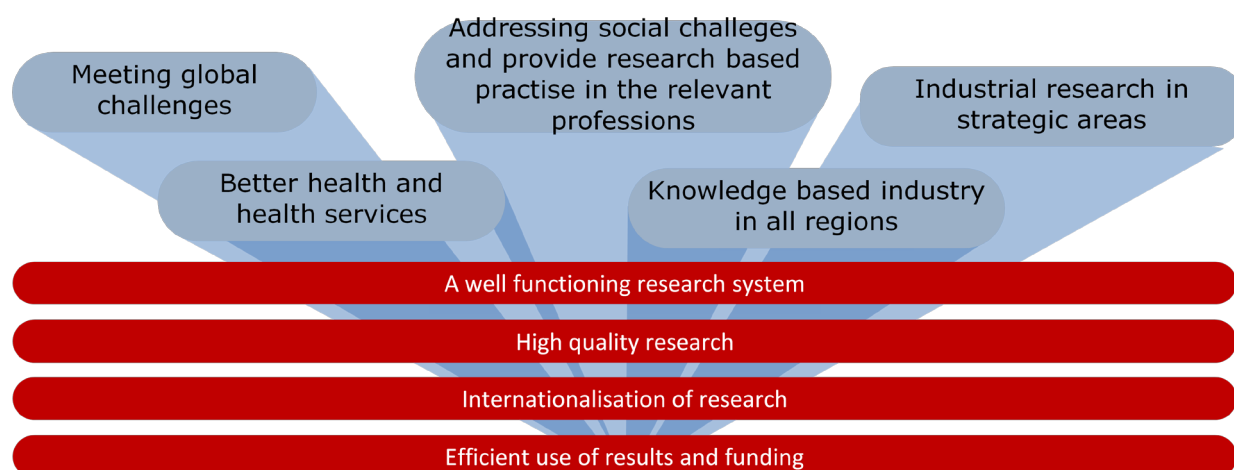 Meeting global
challenges
Addressing social challeges
and provide research based
practise in the relevant
professions
Industrial research in
strategic areas
Better health and
health services
Knowledge based industry
in all regions
A well functioning research system
High quality research
Internationalisation of research
Efficient use of results and funding